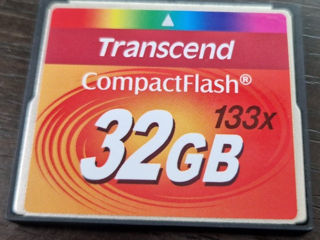 Transcend
CompactFlash®
133x
32GB